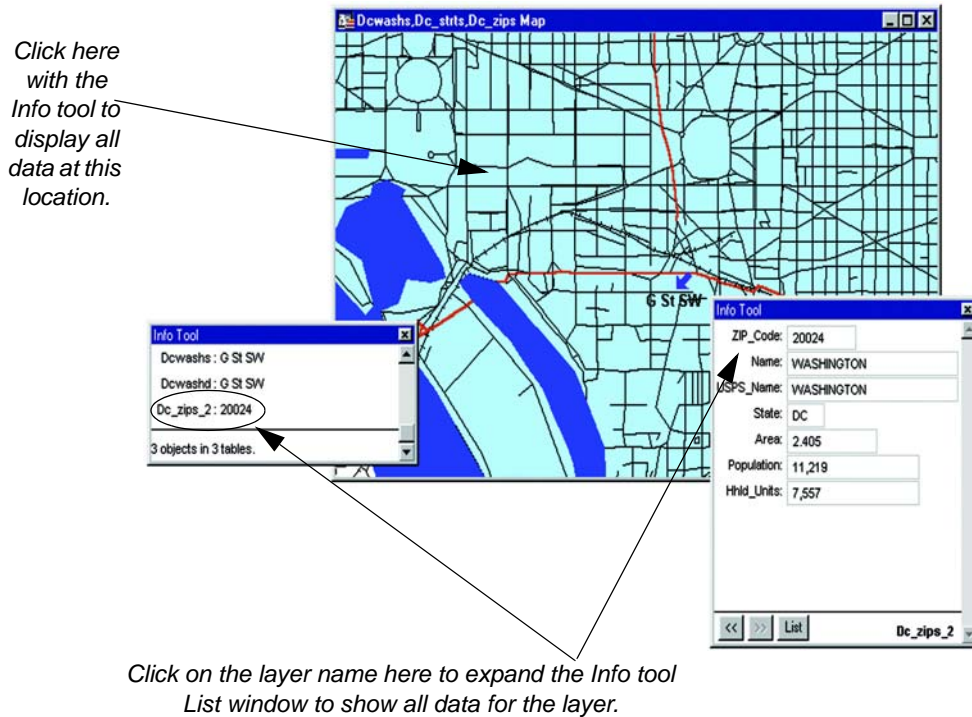 Dcwashs,Dc_strts,Dc_zips Map
Click here
with the
Info tool to
display all
data at this
location.
G St SW
Info Tool
Dcwashs : G St SW
Dcwashd : G St SW
Dc_zips_2 : 20024
3 objects in 3 tables.
Info Tool
ZIP_Code: 20024
Name: WASHINGTON
USPS_Name: WASHINGTON
State: DC
Area: 2.405
Population: 11,219
Hhld_Units: 7,557
<< >> List Dc_zips_2
Click on the layer name here to expand the Info tool
List window to show all data for the layer.